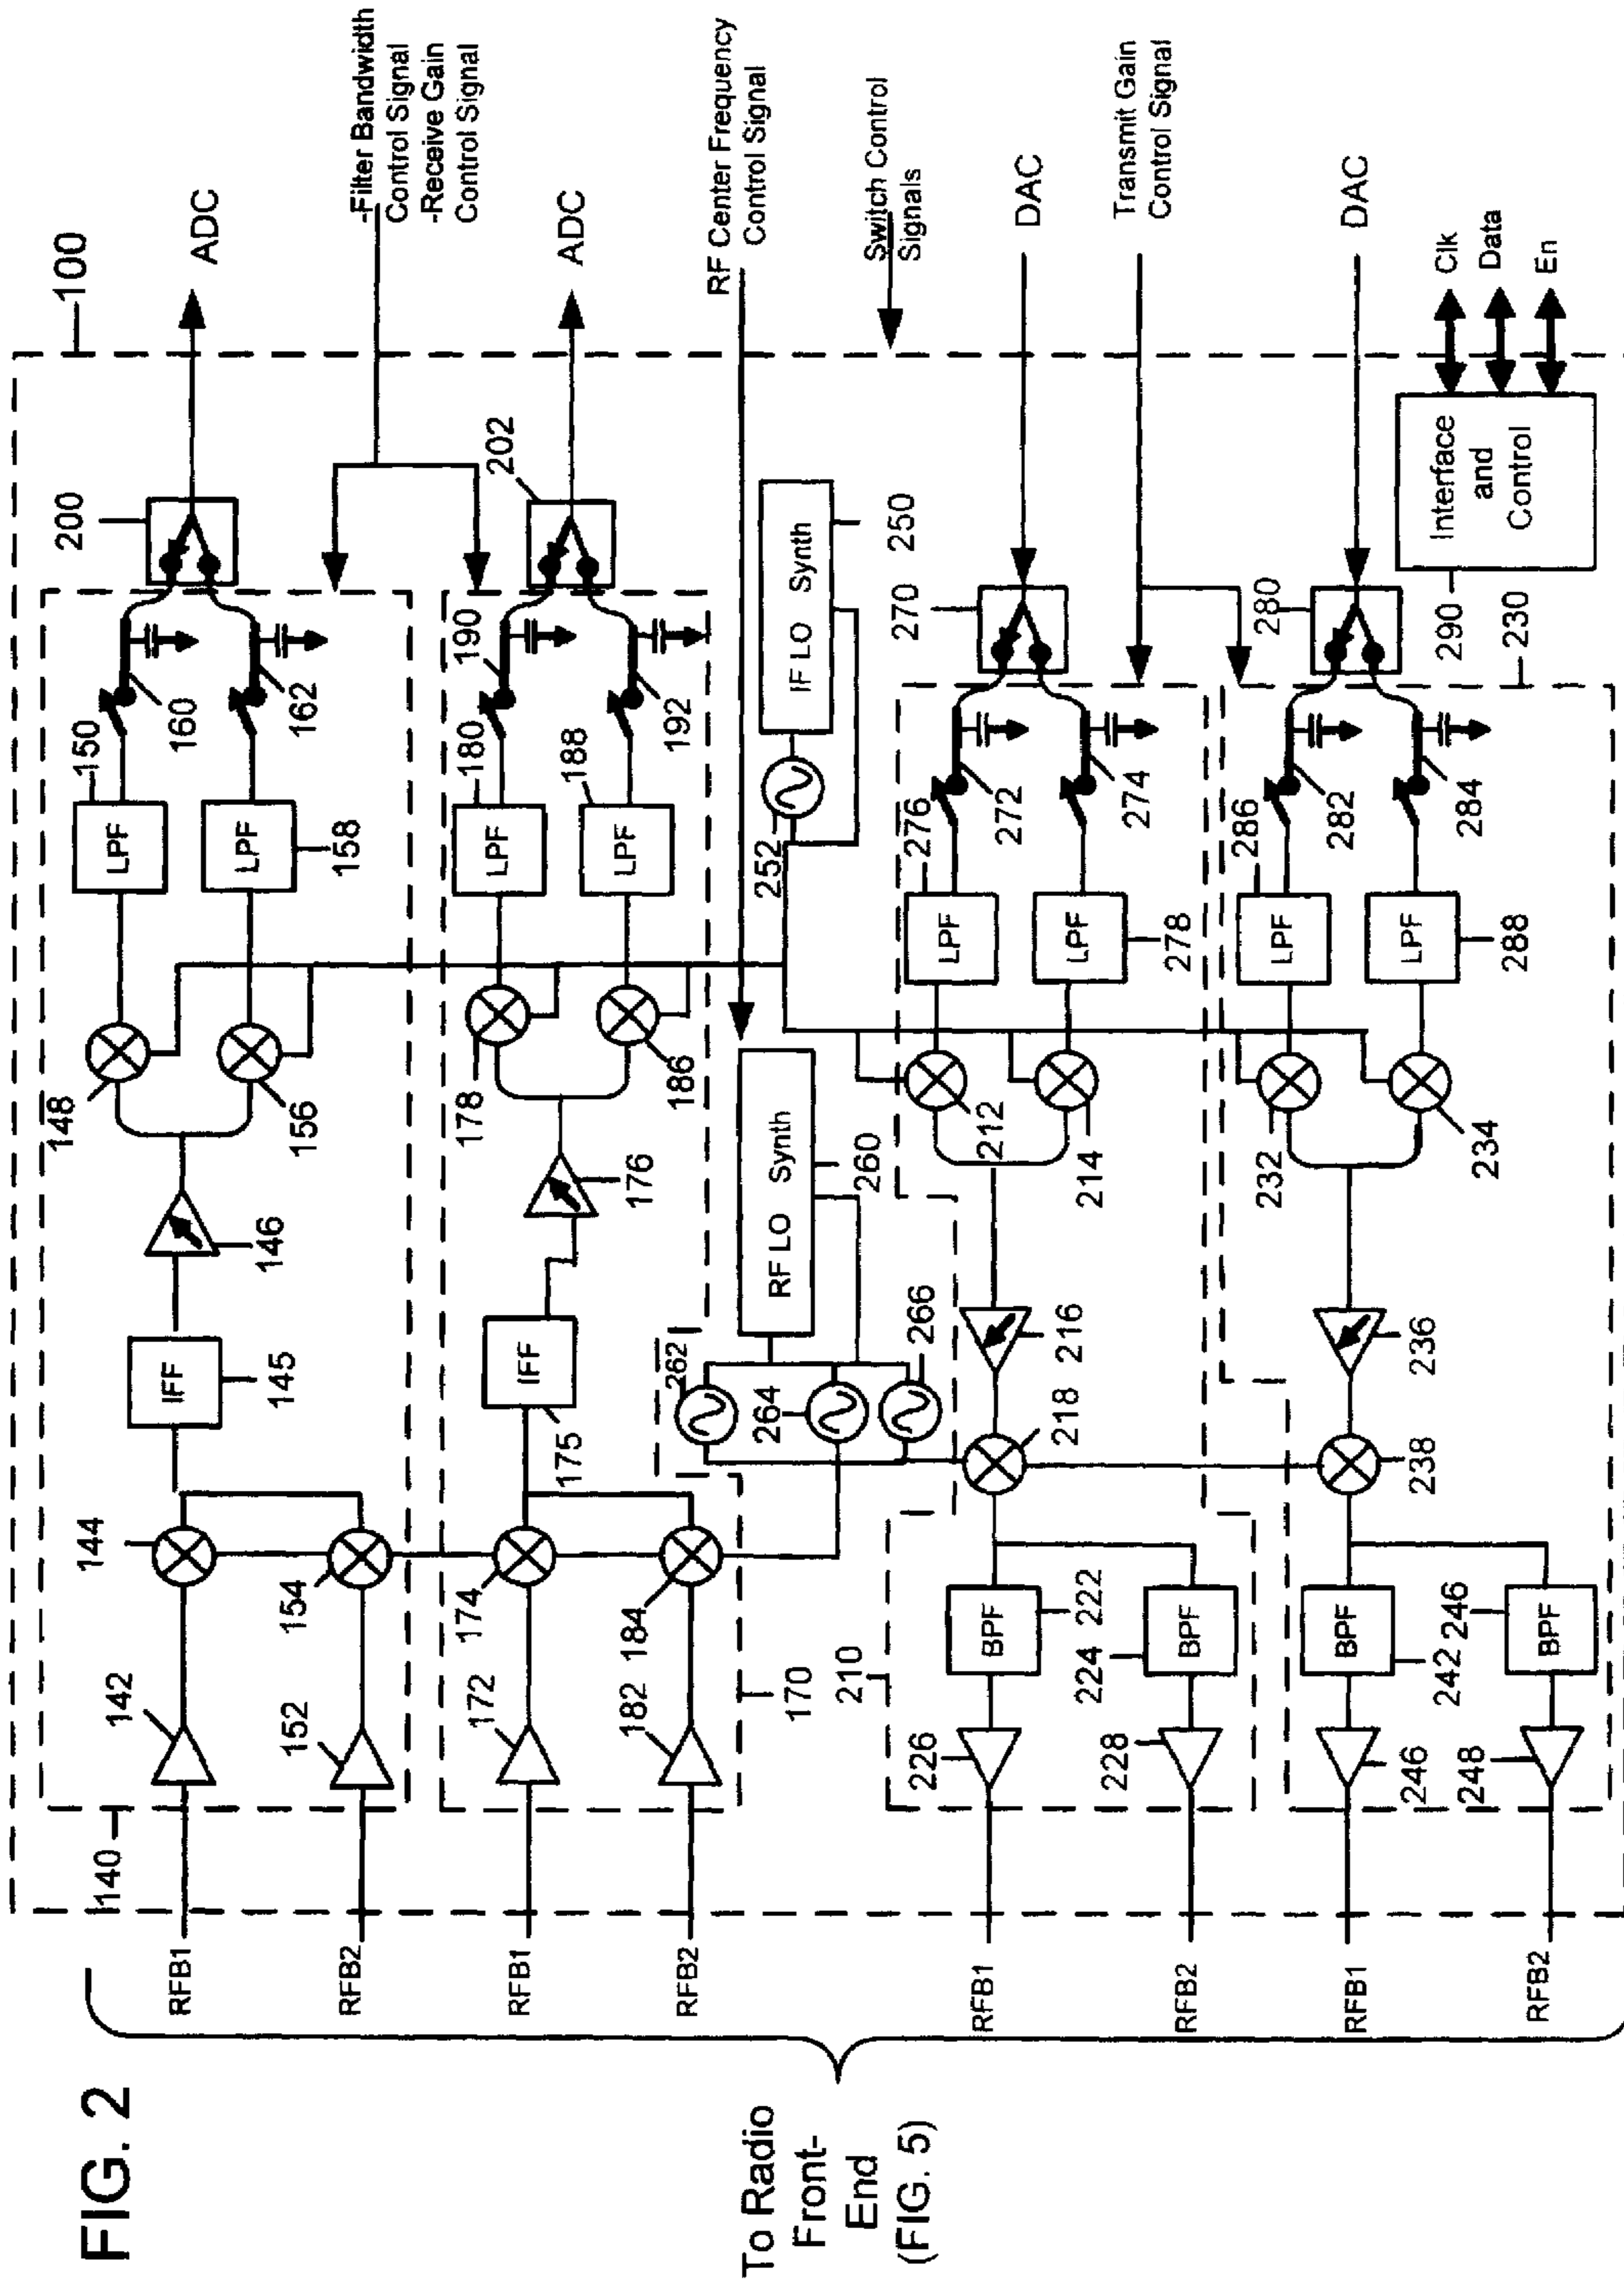 FIG. 2
To Radio
Front-
End
(FIG. 5)
100
140
RFB1
142
144
IFF
145
146
148
LPF
150
160
200
ADC
RFB2
152
154
156
LPF
158
162
-Filter Bandwidth
Control Signal
-Receive Gain
Control Signal
RFB1
172
174
IFF
175
176
178
LPF
180
190
202
ADC
RFB2
182
184
186
LPF
188
192
170
RF Center Frequency
Control Signal
262
264
266
RF LO Synth
260
252
IF LO Synth
250
Switch Control
Signals
210
RFB1
226
BPF
222
218
216
212
LPF
276
272
270
DAC
RFB2
228
BPF
224
214
LPF
278
274
Transmit Gain
Control Signal
RFB1
246
BPF
242
238
236
232
LPF
286
282
280
DAC
RFB2
248
BPF
246
234
LPF
288
284
230
290
Interface
and
Control
Clk
Data
En